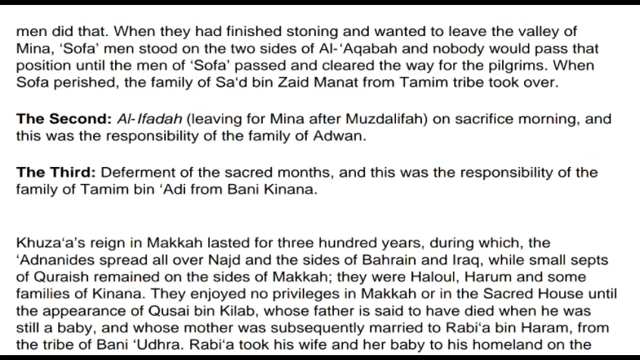 men did that. When they had finished stoning and wanted to leave the valley of
Mina, ‘Sofa’ men stood on the two sides of Al-‘Aqabah and nobody would pass that
position until the men of ‘Sofa’ passed and cleared the way for the pilgrims. When
Sofa perished, the family of Sa‘d bin Zaid Manat from Tamim tribe took over.
The Second: Al-Ifadah (leaving for Mina after Muzdalifah) on sacrifice morning, and
this was the responsibility of the family of Adwan.
The Third: Deferment of the sacred months, and this was the responsibility of the
family of Tamim bin ‘Adi from Bani Kinana.
Khuza‘a’s reign in Makkah lasted for three hundred years, during which, the
‘Adnanides spread all over Najd and the sides of Bahrain and Iraq, while small septs
of Quraish remained on the sides of Makkah; they were Haloul, Harum and some
families of Kinana. They enjoyed no privileges in Makkah or in the Sacred House until
the appearance of Qusai bin Kilab, whose father is said to have died when he was
still a baby, and whose mother was subsequently married to Rabi‘a bin Haram, from
the tribe of Bani ‘Udhra. Rabi‘a took his wife and her baby to his homeland on the